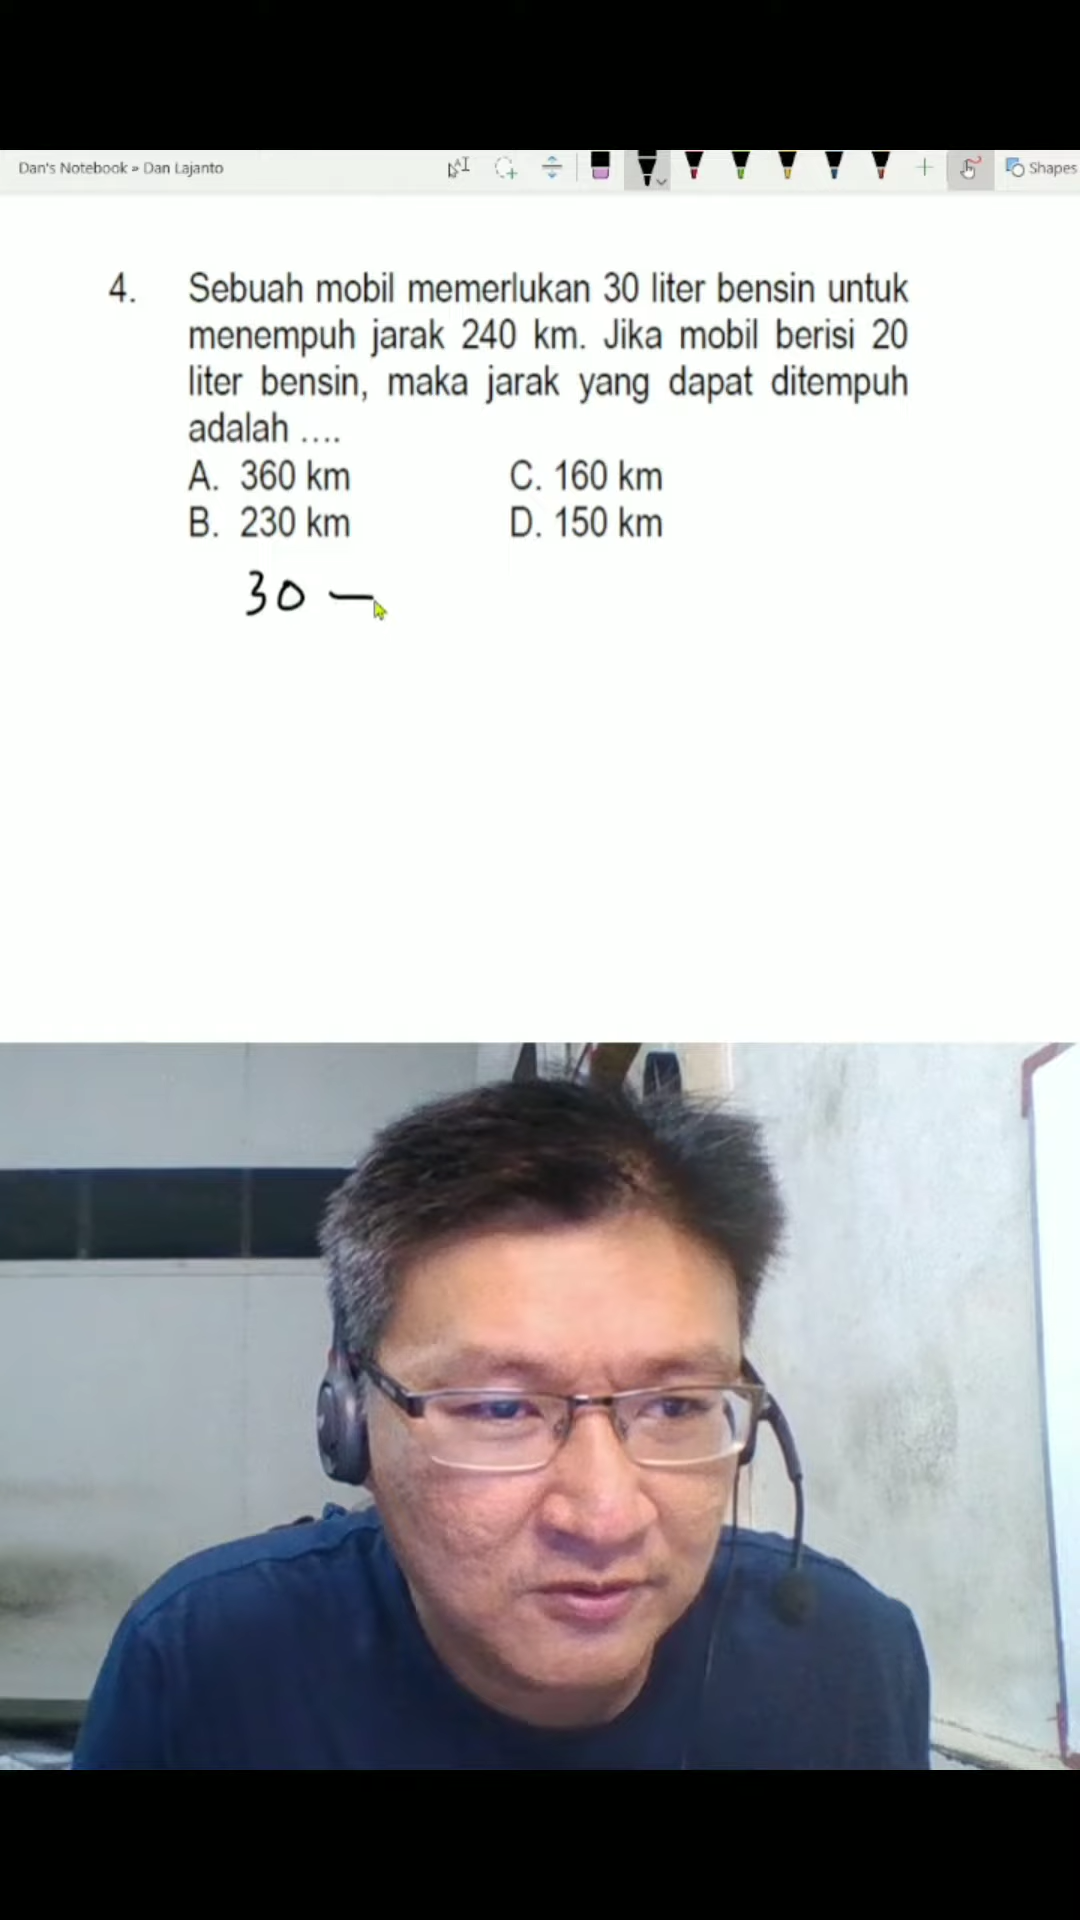 Dan's Notebook » Dan Lajanto
Shapes
4. Sebuah mobil memerlukan 30 liter bensin untuk
menempuh jarak 240 km. Jika mobil berisi 20
liter bensin, maka jarak yang dapat ditempuh
adalah ....
A. 360 km C. 160 km
B. 230 km D. 150 km
30 —